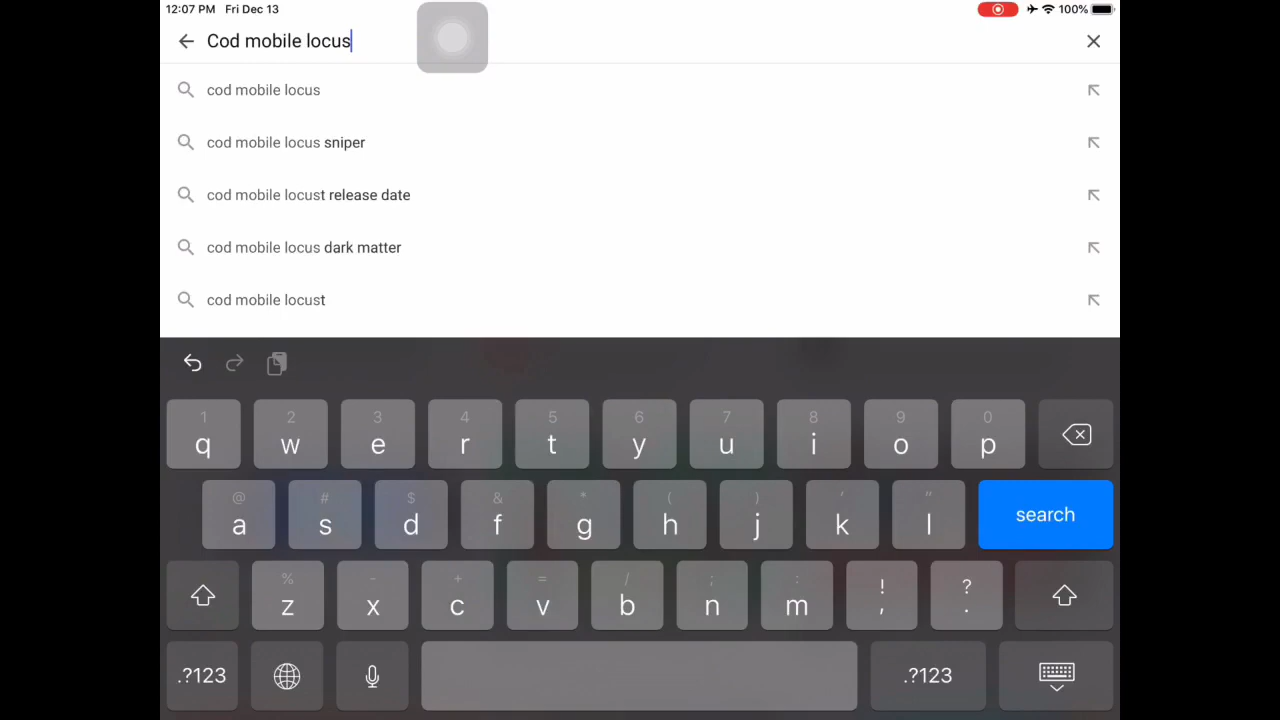 12:07 PM Fri Dec 13 100%
Cod mobile locus
cod mobile locus
cod mobile locus sniper
cod mobile locust release date
cod mobile locus dark matter
cod mobile locust
1 2 3 4 5 6 7 8 9 0
q w e r t y u i o p
@ # $ & * ( ) ' "
a s d f g h j k l search
% - + = / ; : ! ?
z x c v b n m , .
.?123 .?123